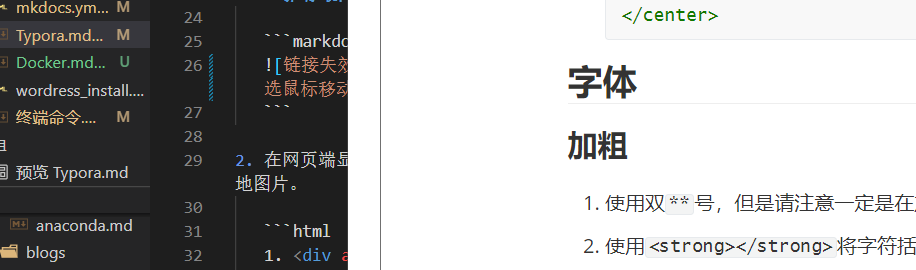 mkdocs.ym... M
Typora.md... M
Docker.md... U
wordress_install....
终端命令.... M
预览 Typora.md
anaconda.md
blogs
24
25 ```markdo
26 ![链接失效
选鼠标移动
27 ```
28
29 2. 在网页端显
地图片。
30
31 ```html
32 1. <div a
</center>
字体
加粗
1. 使用双**号，但是请注意一定是在
2. 使用<strong></strong>将字符括